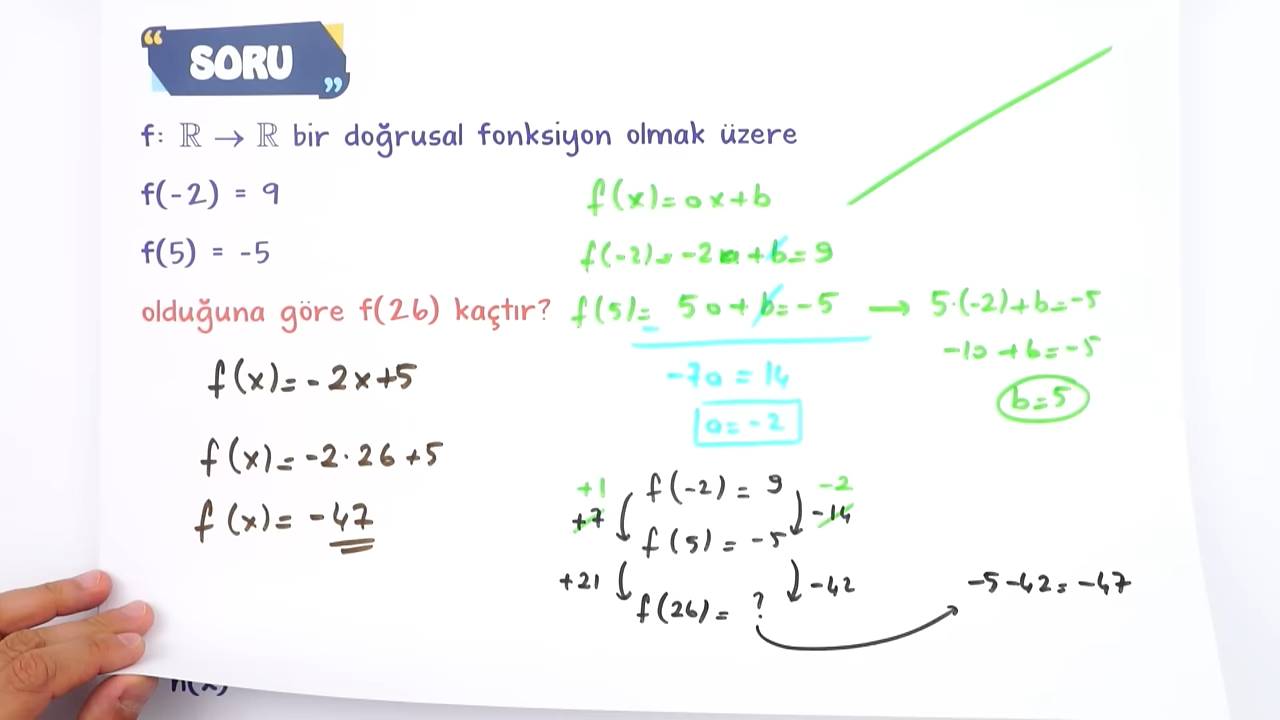 SORU
f: ℝ → ℝ bir doğrusal fonksiyon olmak üzere
f(-2) = 9
f(5) = -5
olduğuna göre f(26) kaçtır?
f(x)=-2x+5
f(x)=-2·26+5
f(x)=-47
f(x)=ax+b
f(-2)=-2a+b=9
f(5)=5a+b=-5 → 5·(-2)+b=-5
-10+b=-5
b=5
-7a=14
a=-2
+1 f(-2)=9 -2
+7 -14
f(5)=-5
+21 -42
f(26)=? -5-42=-47